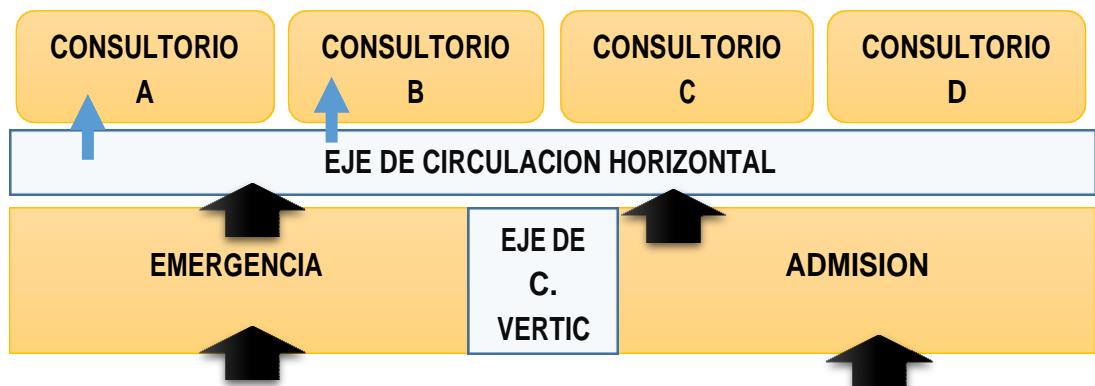 CONSULTORIO
A
CONSULTORIO
B
CONSULTORIO
C
CONSULTORIO
D
EJE DE CIRCULACION HORIZONTAL
EMERGENCIA
EJE DE
C.
VERTIC
ADMISION